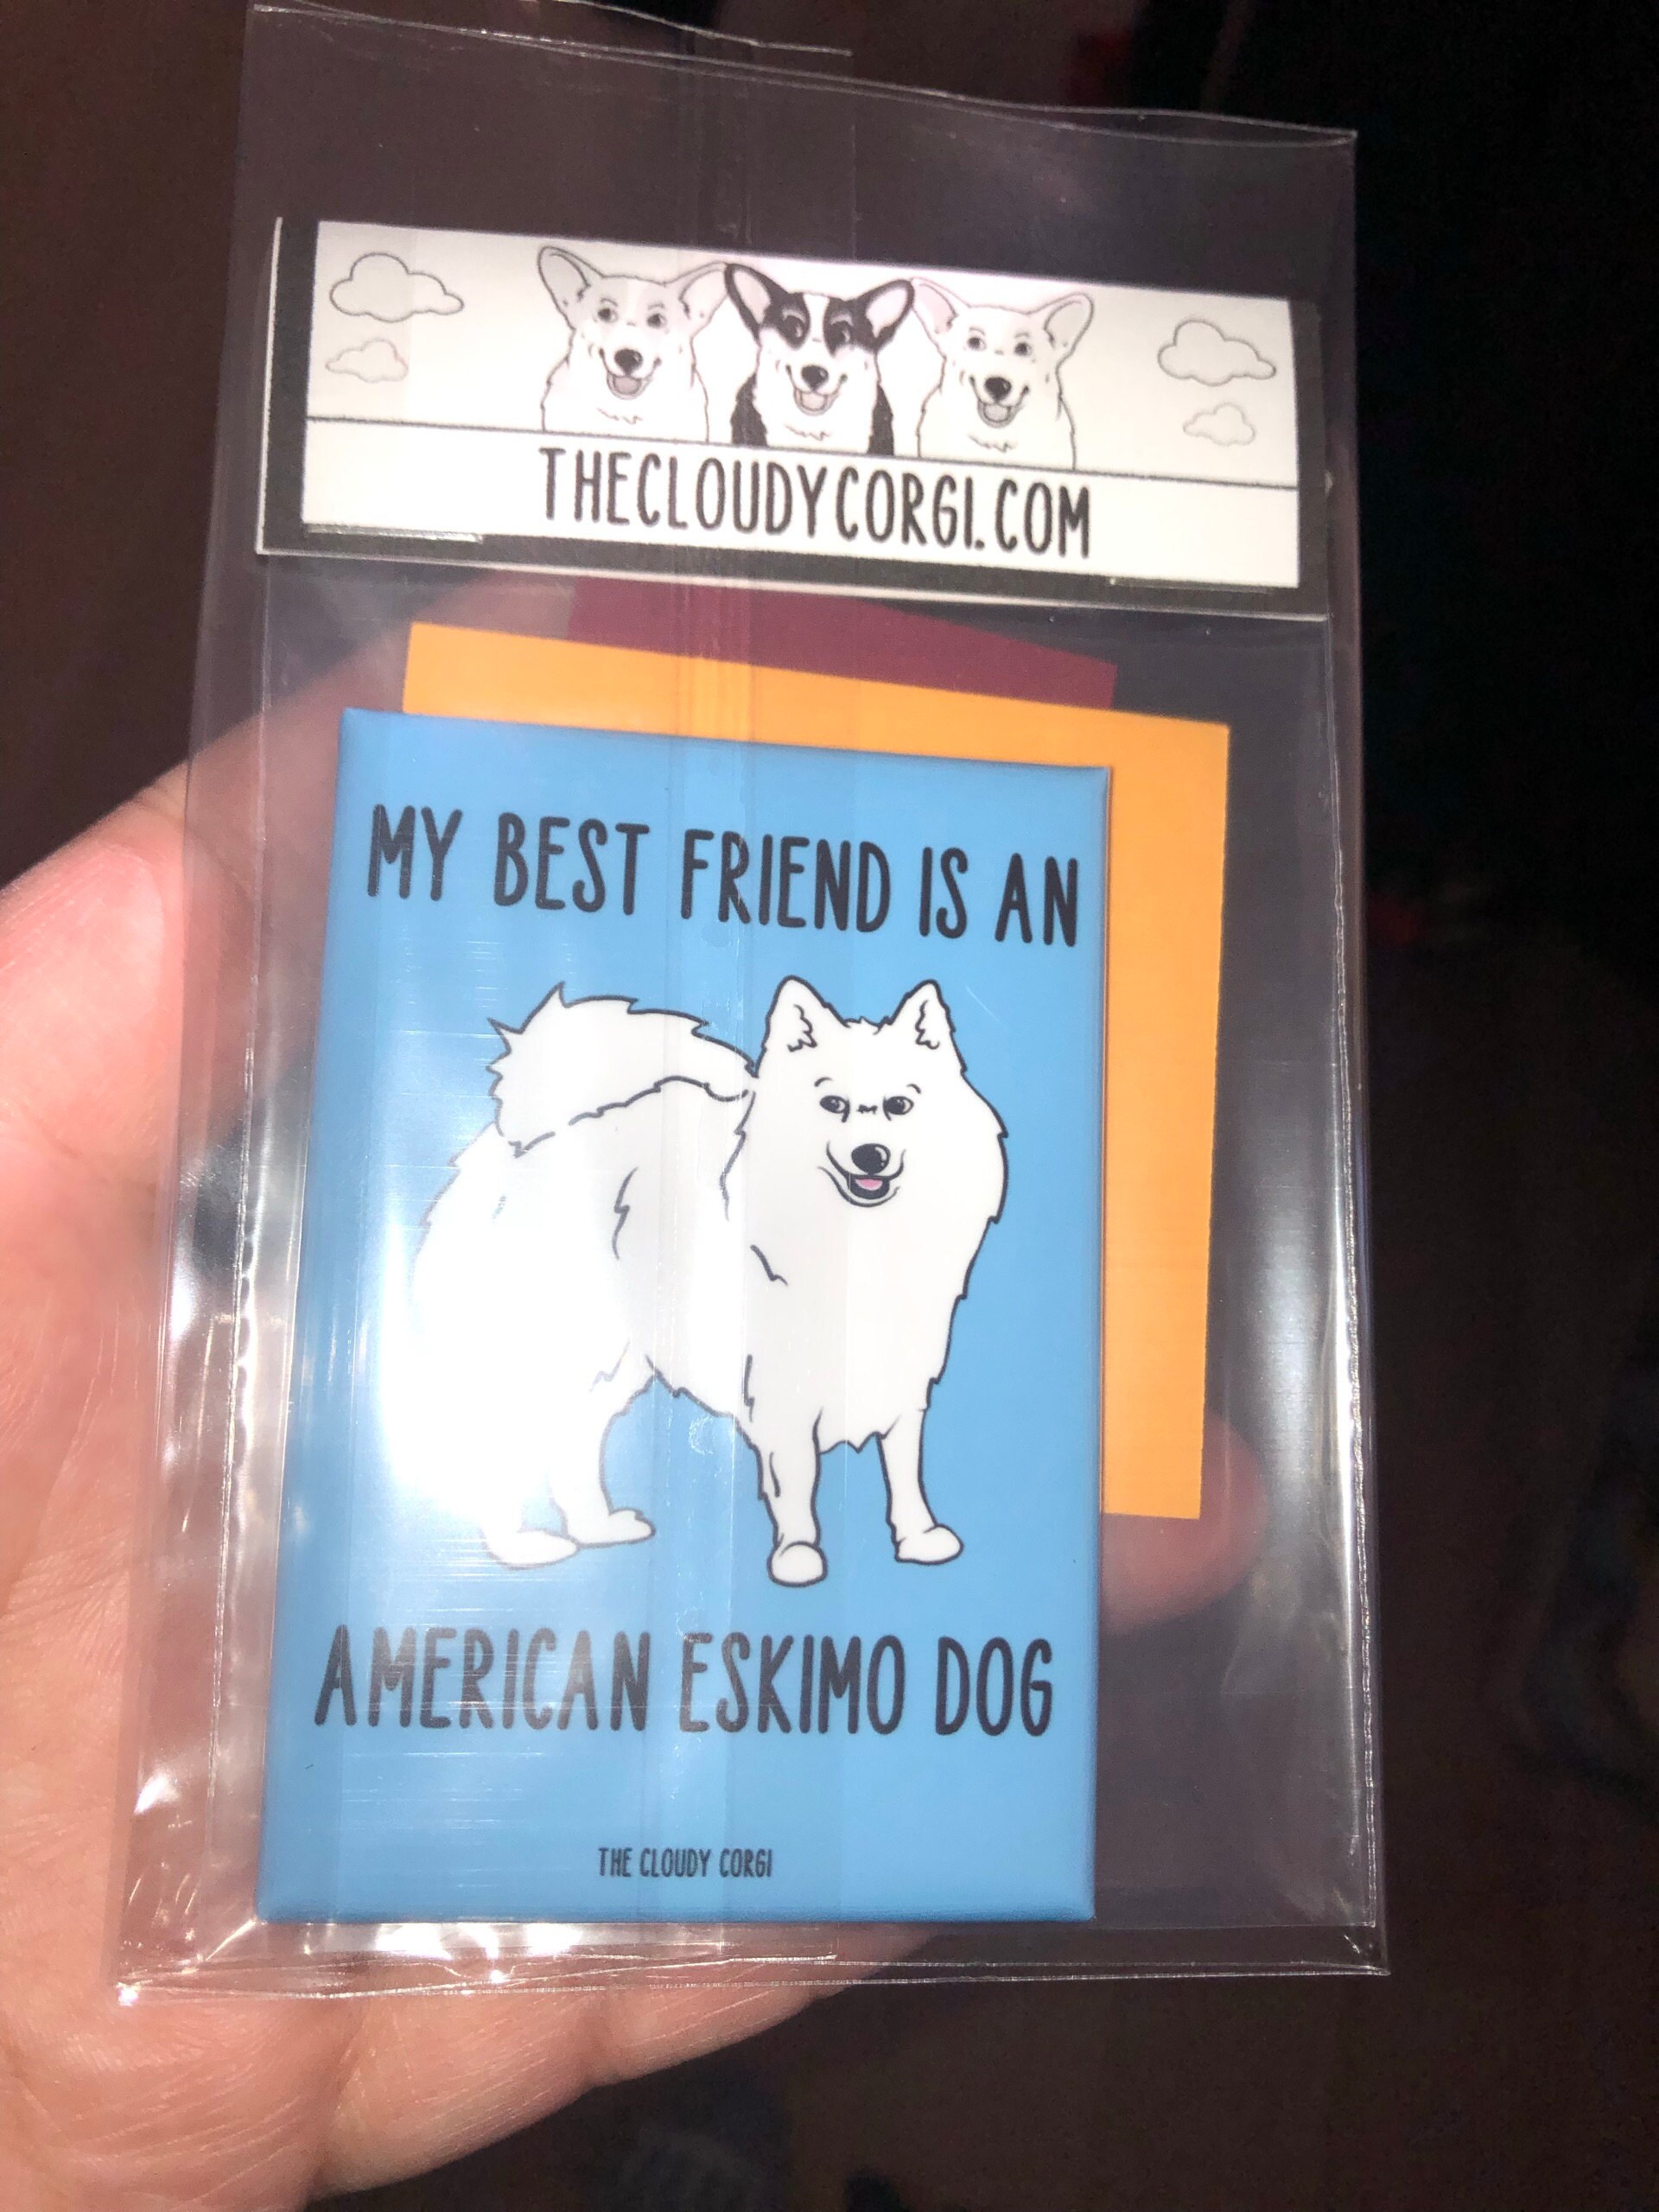 THECLOUDYCORGI.COM
MY BEST FRIEND IS AN
AMERICAN ESKIMO DOG
THE CLOUDY CORGI